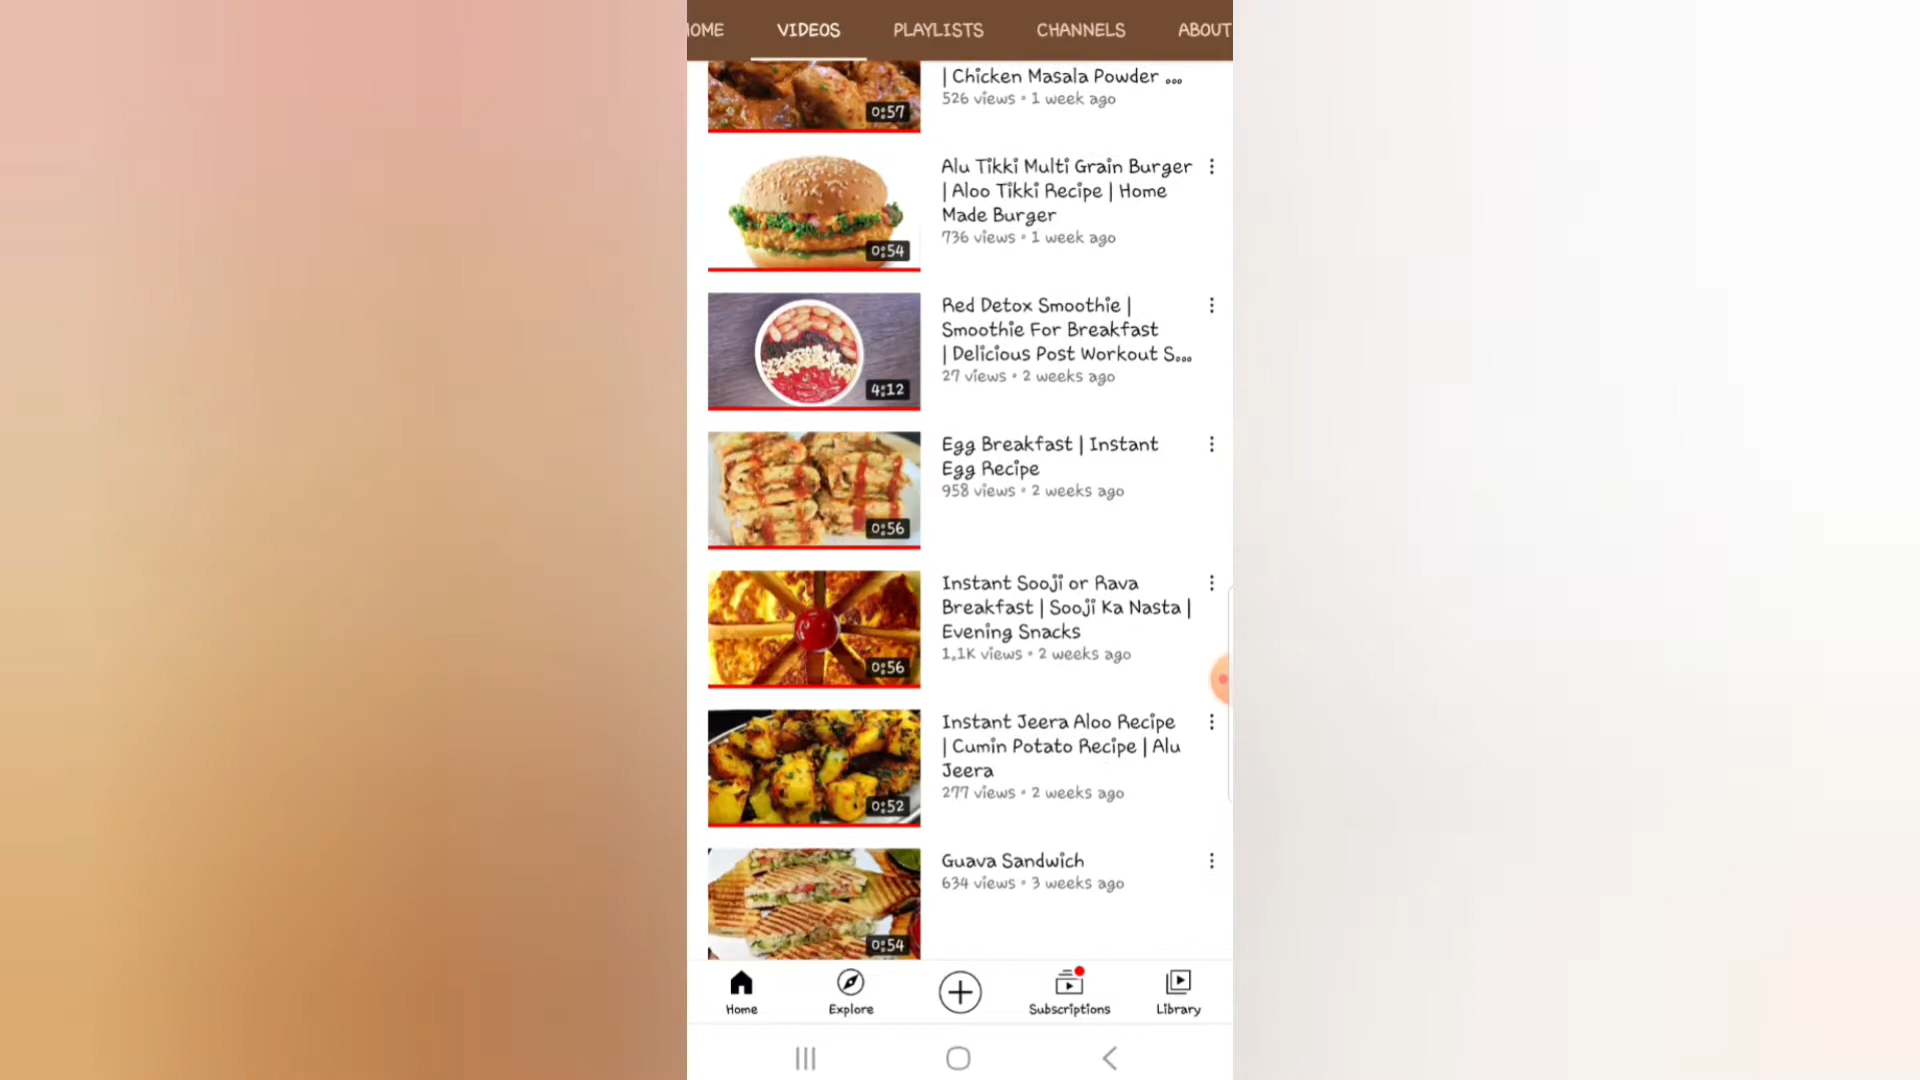 OME VIDEOS PLAYLISTS CHANNELS ABOUT
| Chicken Masala Powder ...
526 views • 1 week ago
0:57
Alu Tikki Multi Grain Burger
| Aloo Tikki Recipe | Home
Made Burger
736 views • 1 week ago
0:54
Red Detox Smoothie |
Smoothie For Breakfast
| Delicious Post Workout S...
27 views • 2 weeks ago
4:12
Egg Breakfast | Instant
Egg Recipe
958 views • 2 weeks ago
0:56
Instant Sooji or Rava
Breakfast | Sooji Ka Nasta |
Evening Snacks
1.1K views • 2 weeks ago
0:56
Instant Jeera Aloo Recipe
| Cumin Potato Recipe | Alu
Jeera
277 views • 2 weeks ago
0:52
Guava Sandwich
634 views • 3 weeks ago
0:54
Home Explore Subscriptions Library